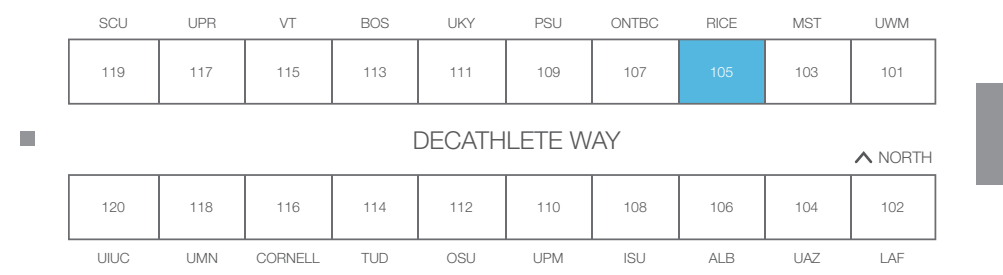 SCU UPR VT BOS UKY PSU ONTBC RICE MST UWM
119 117 115 113 111 109 107 105 103 101
DECATHLETE WAY
NORTH
120 118 116 114 112 110 108 106 104 102
UIUC UMN CORNELL TUD OSU UPM ISU ALB UAZ LAF